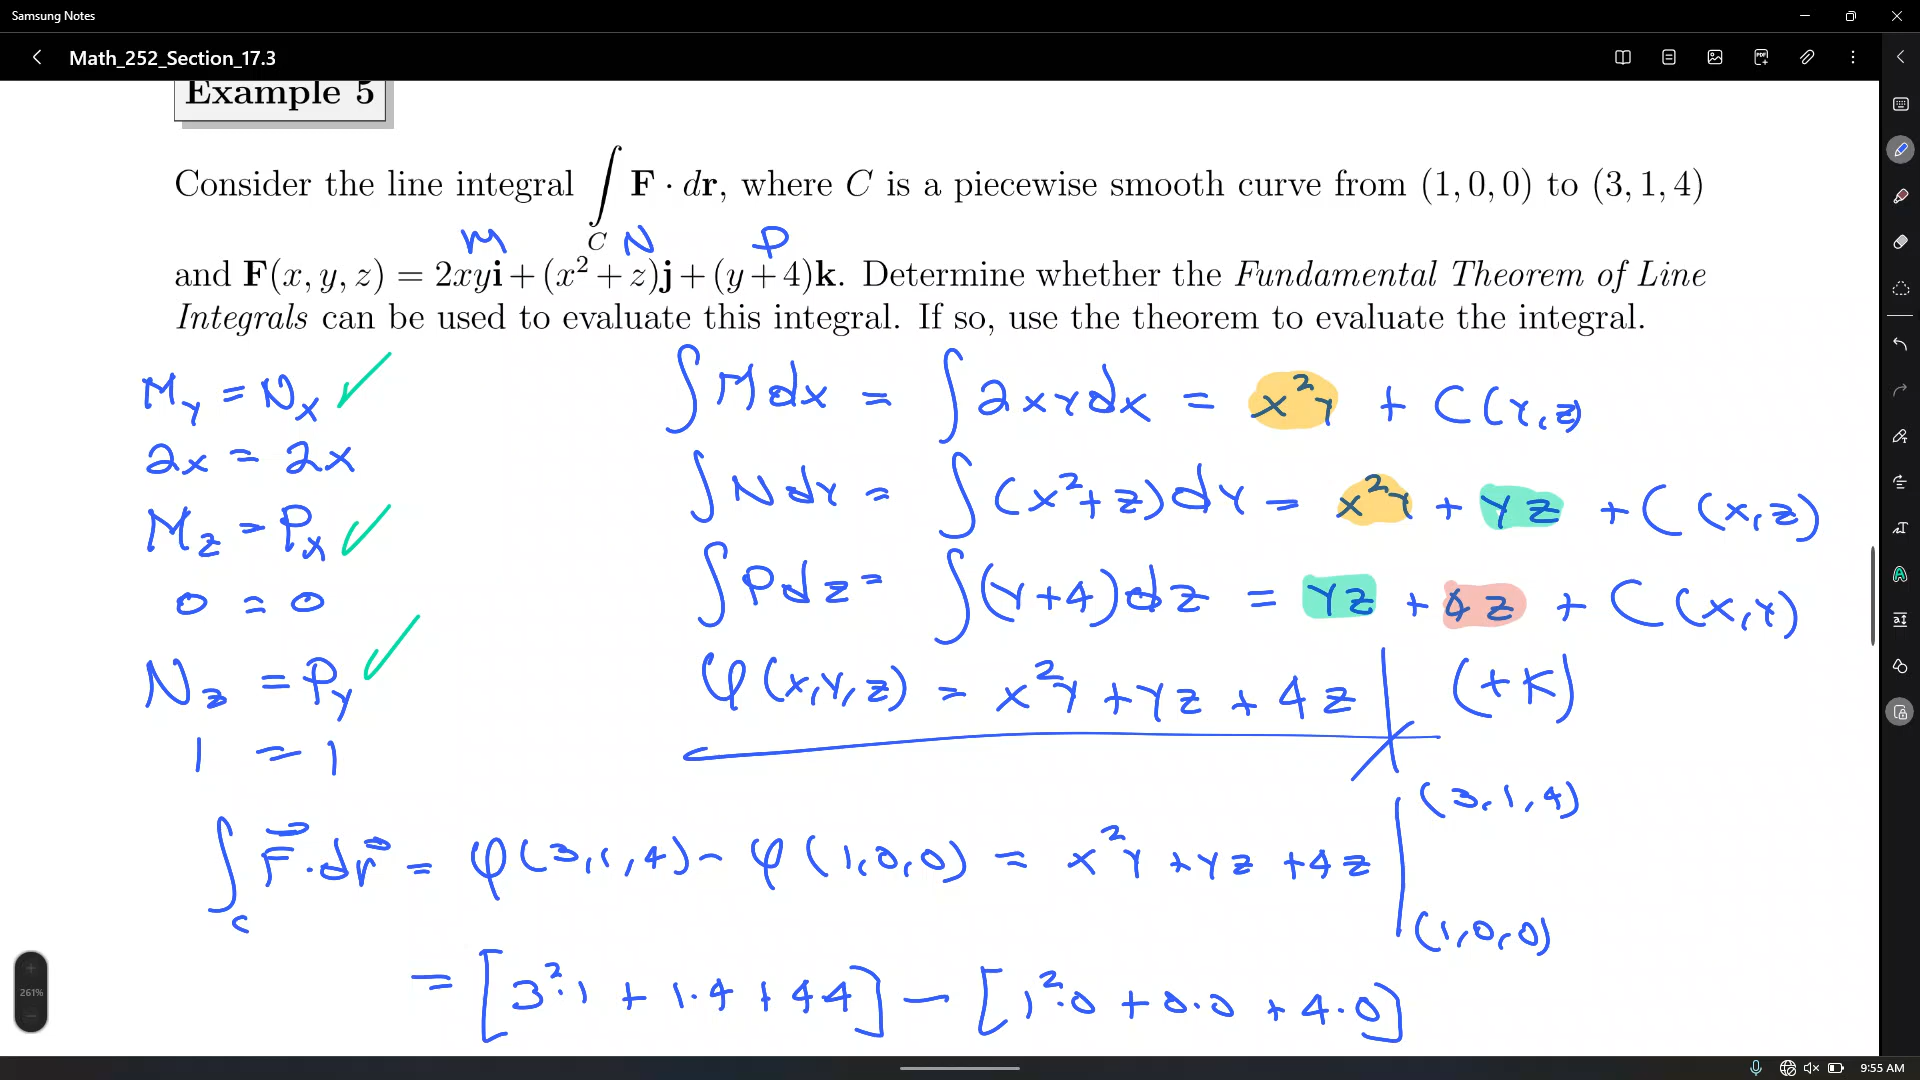 Samsung Notes
Math_252_Section_17.3
Example 5
Consider the line integral ∫_C F · dr, where C is a piecewise smooth curve from (1, 0, 0) to (3, 1, 4)
M N P
and F(x, y, z) = 2xyi + (x² + z)j + (y + 4)k. Determine whether the Fundamental Theorem of Line
Integrals can be used to evaluate this integral. If so, use the theorem to evaluate the integral.
M_y = N_x ✓
2x = 2x
M_z = P_x ✓
0 = 0
N_z = P_y ✓
1 = 1
∫ M dx = ∫ 2xy dx = x²y + C(y,z)
∫ N dy = ∫ (x²+z) dy = x²y + yz + C(x,z)
∫ P dz = ∫ (y+4) dz = yz + 4z + C(x,y)
φ(x,y,z) = x²y + yz + 4z (+K)
∫_C F⃗·dr⃗ = φ(3,1,4) - φ(1,0,0) = x²y + yz + 4z |_(1,0,0)^(3,1,4)
= [3²·1 + 1·4 + 4·4] - [1²·0 + 0·0 + 4·0]
261%
9:55 AM